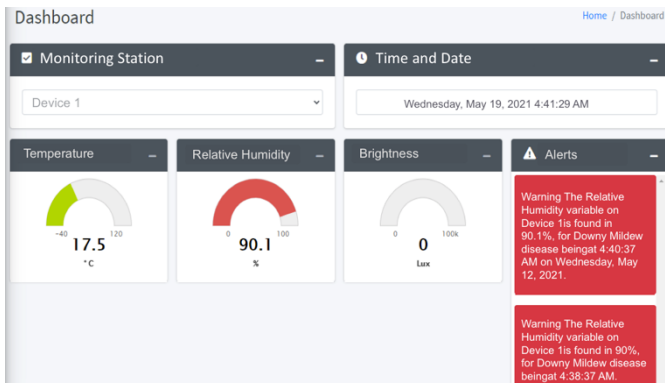 Dashboard
Home / Dashboard
Monitoring Station
Time and Date
Device 1
Wednesday, May 19, 2021 4:41:29 AM
Temperature
Relative Humidity
Brightness
Alerts
-40
120
17.5
°C
0
100
90.1
%
0
100k
0
Lux
Warning The Relative
Humidity variable on
Device 1is found in
90.1%, for Downy Mildew
disease beingat 4:40:37
AM on Wednesday, May
12, 2021.
Warning The Relative
Humidity variable on
Device 1is found in 90%,
for Downy Mildew disease
beingat 4:38:37 AM.